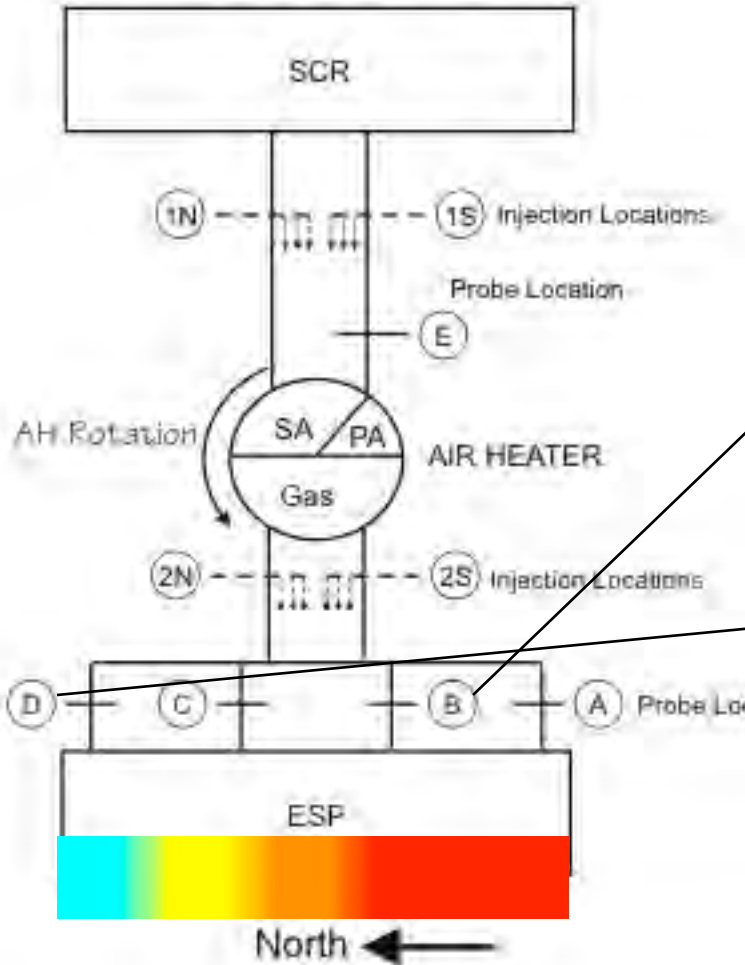 SCR
1N
1S Injection Locations
Probe Location
E
AH Rotation
SA
PA
AIR HEATER
Gas
2N
2S Injection Locations
D
C
B
A Probe Loc
ESP
North